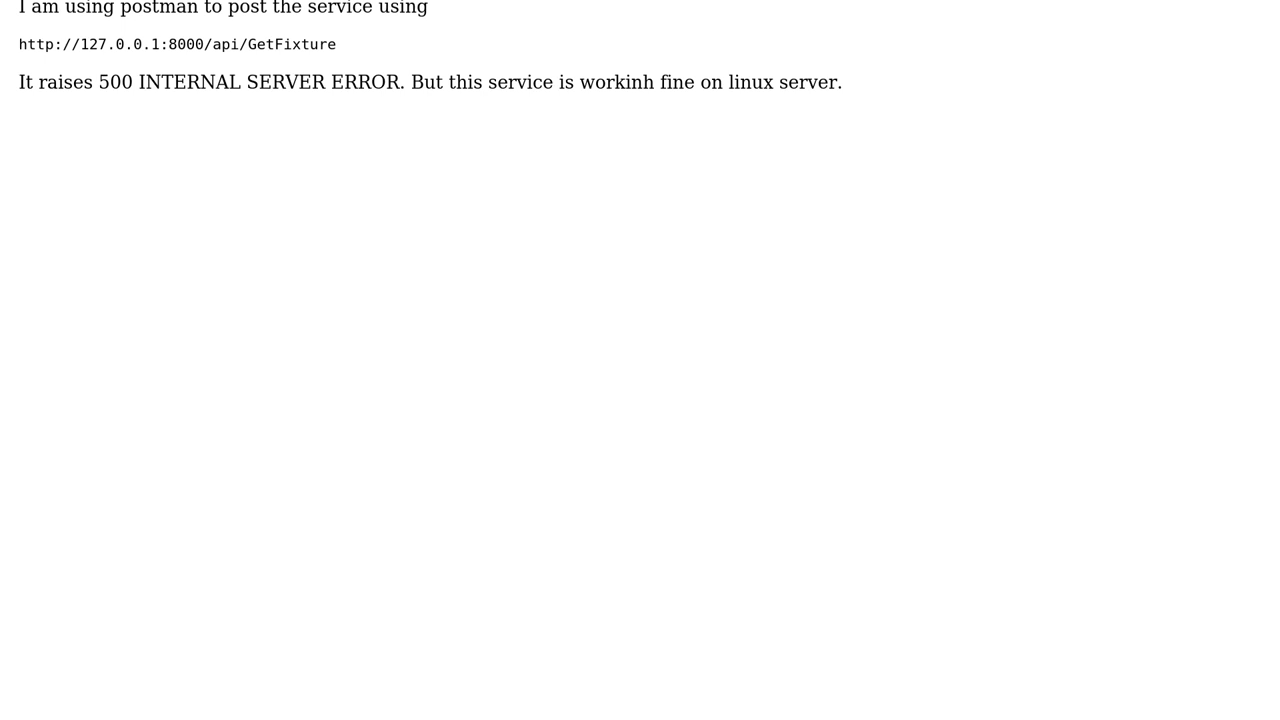 I am using postman to post the service using
http://127.0.0.1:8000/api/GetFixture
It raises 500 INTERNAL SERVER ERROR. But this service is workinh fine on linux server.